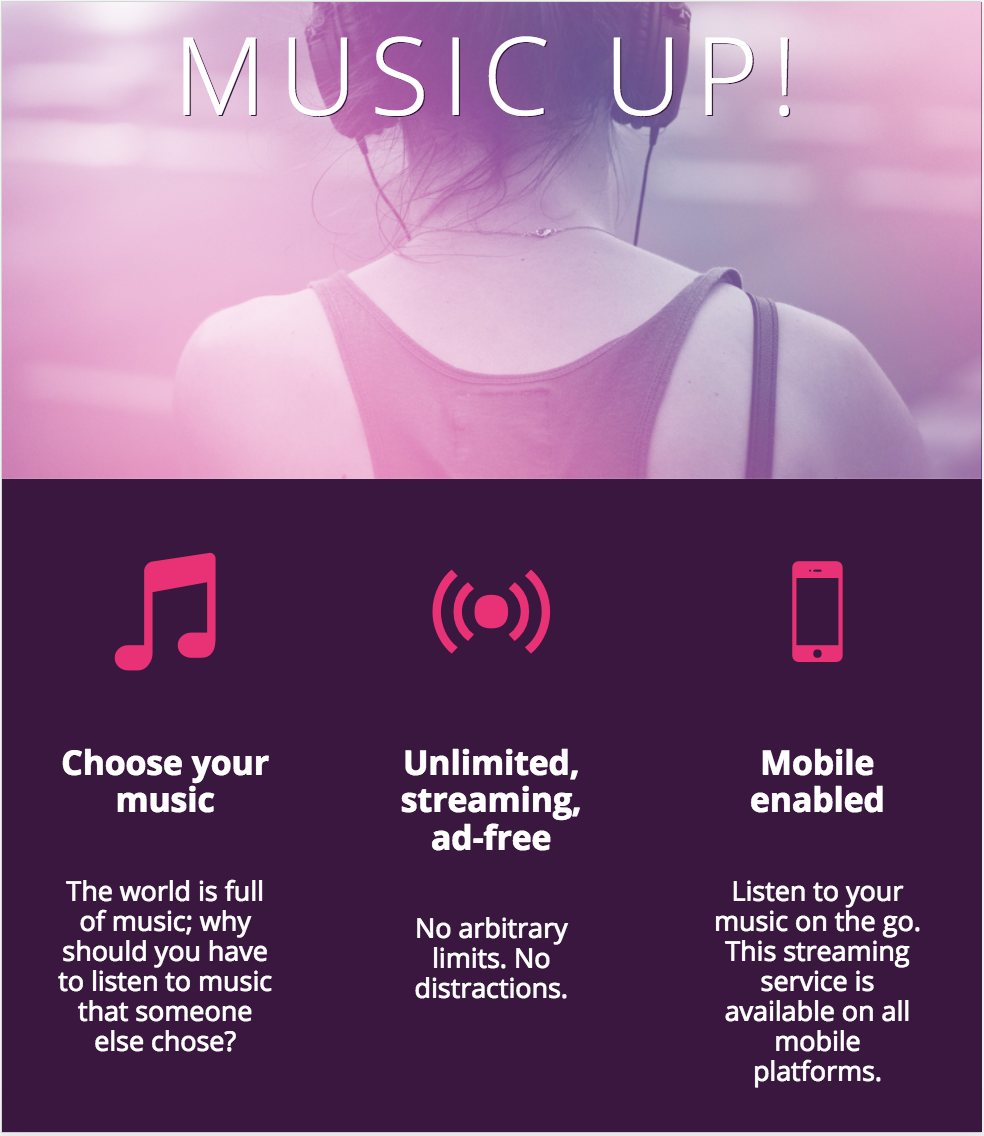 MUSIC UP!
Choose your
music
The world is full
of music; why
should you have
to listen to music
that someone
else chose?
Unlimited,
streaming,
ad-free
No arbitrary
limits. No
distractions.
Mobile
enabled
Listen to your
music on the go.
This streaming
service is
available on all
mobile
platforms.